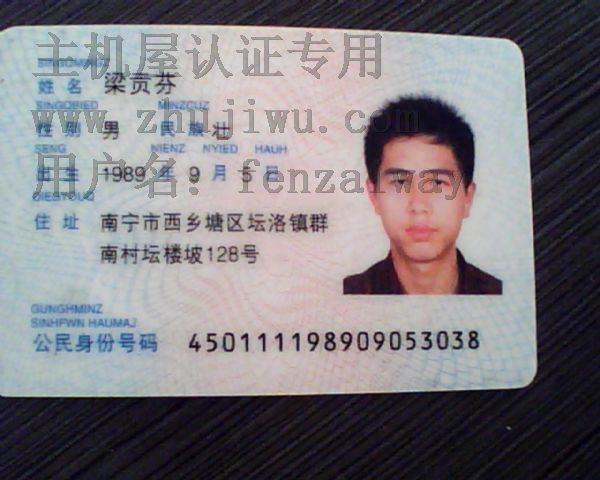 主机屋认证专用
SINGQMINGZ
姓名 梁贡芬
SINGQBIED MINZCUZ
www.zhujiwu.com
性别 男 民族 壮
SENG NIENZ NYIED HAUH
用户名：fenzaiway
出生 1989 年 9 月 5 日
DIEGYOUQ
住址 南宁市西乡塘区坛洛镇群
南村坛楼坡128号
GUNGHMINZ
SINHFWN HAUMAJ
公民身份号码 450111198909053038